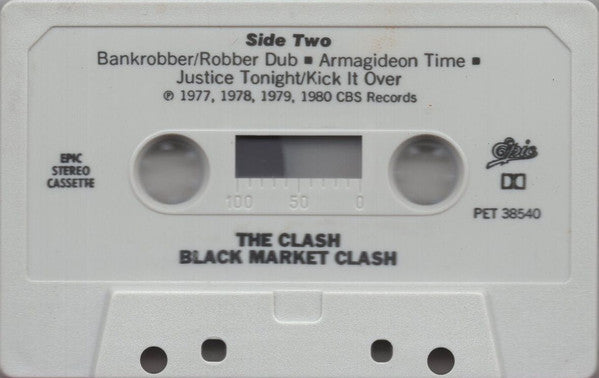 Side Two
Bankrobber/Robber Dub ■ Armagideon Time ■
Justice Tonight/Kick It Over
℗ 1977, 1978, 1979, 1980 CBS Records
EPIC
STEREO
CASSETTE
Epic
PET 38540
100 50 0
THE CLASH
BLACK MARKET CLASH